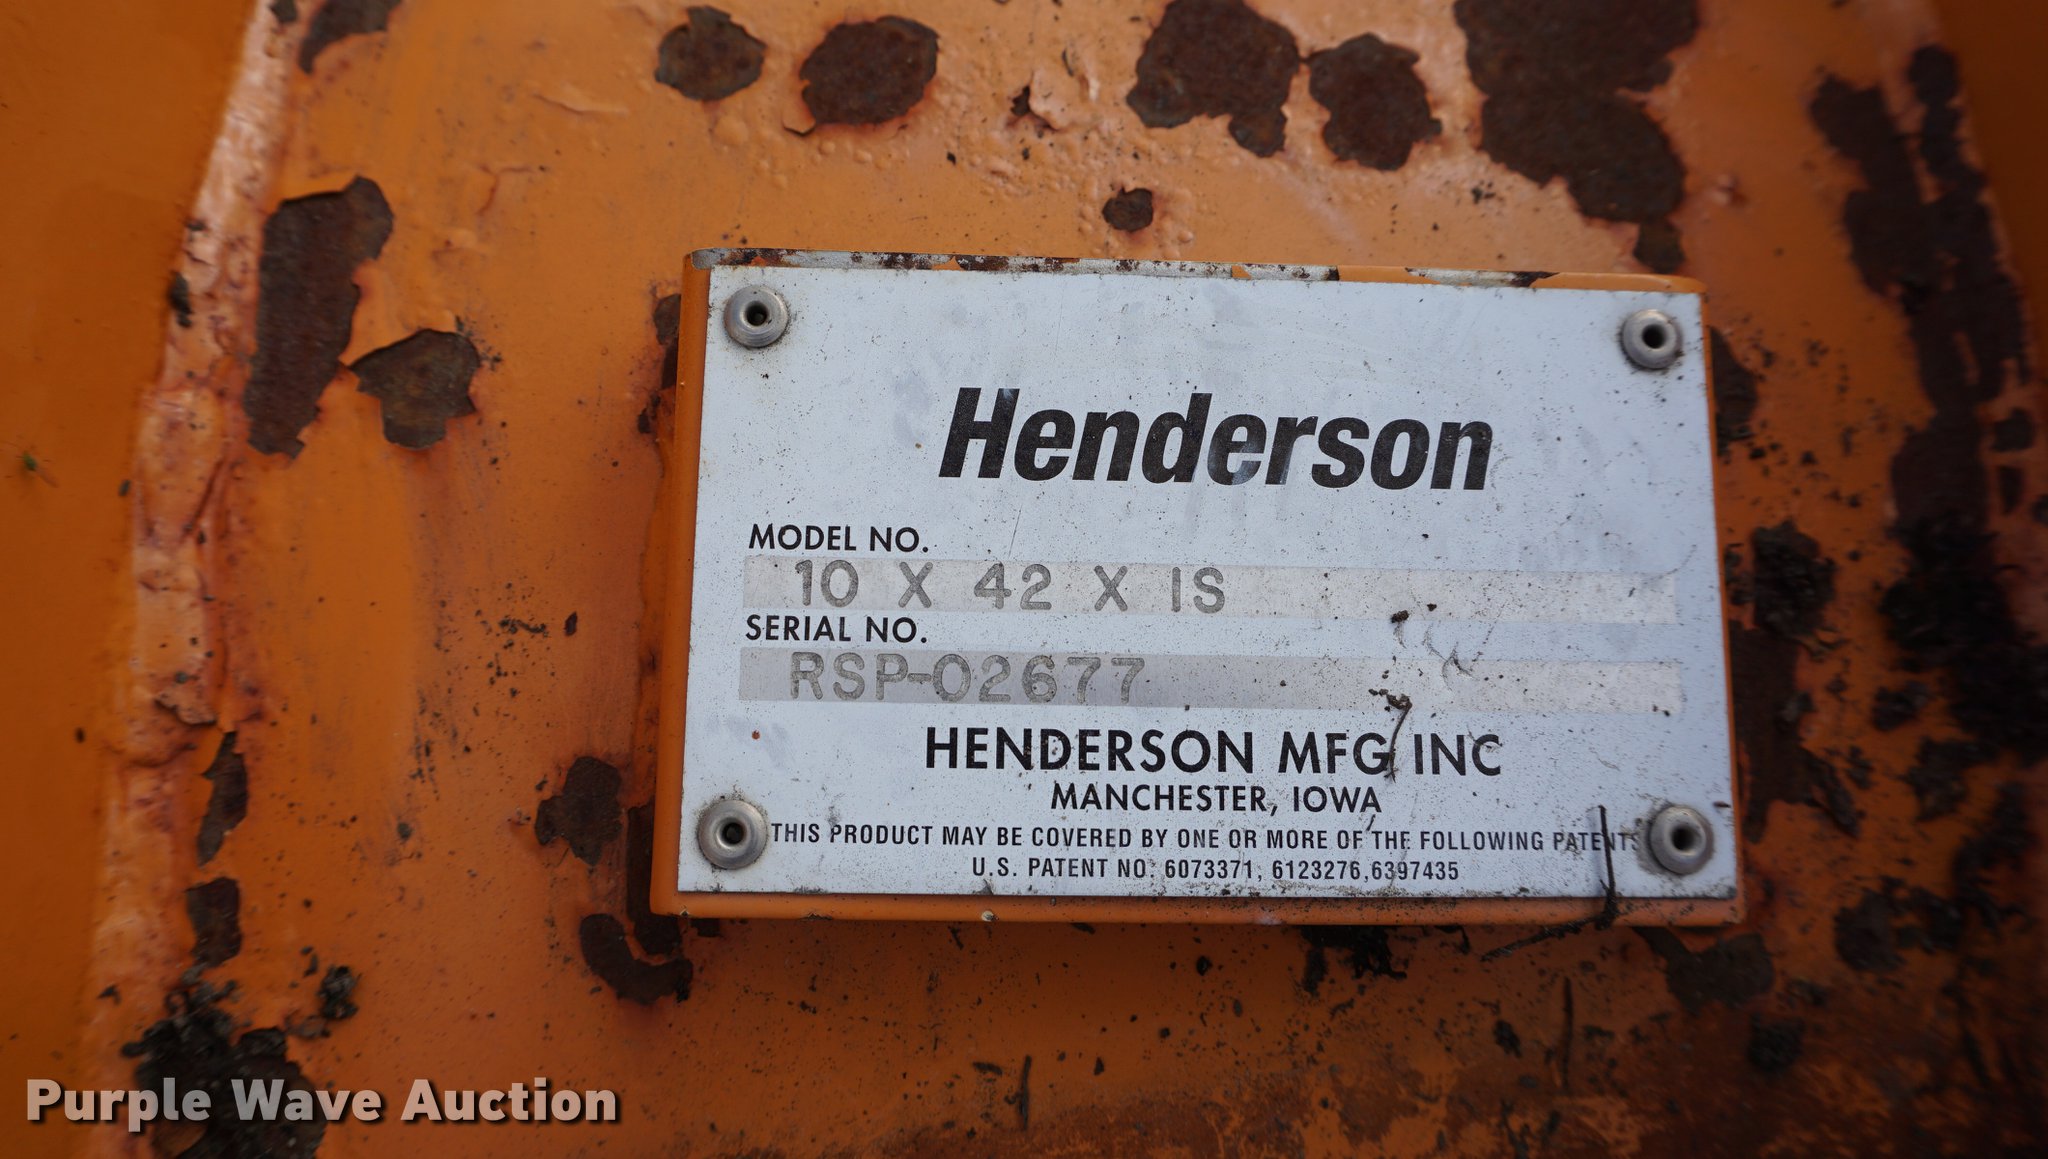 Henderson
MODEL NO.
10 X 42 X IS
SERIAL NO.
RSP-02677
HENDERSON MFG INC
MANCHESTER, IOWA
THIS PRODUCT MAY BE COVERED BY ONE OR MORE OF THE FOLLOWING PATENTS
U.S. PATENT NO. 6073371, 6123276,6397435
Purple Wave Auction